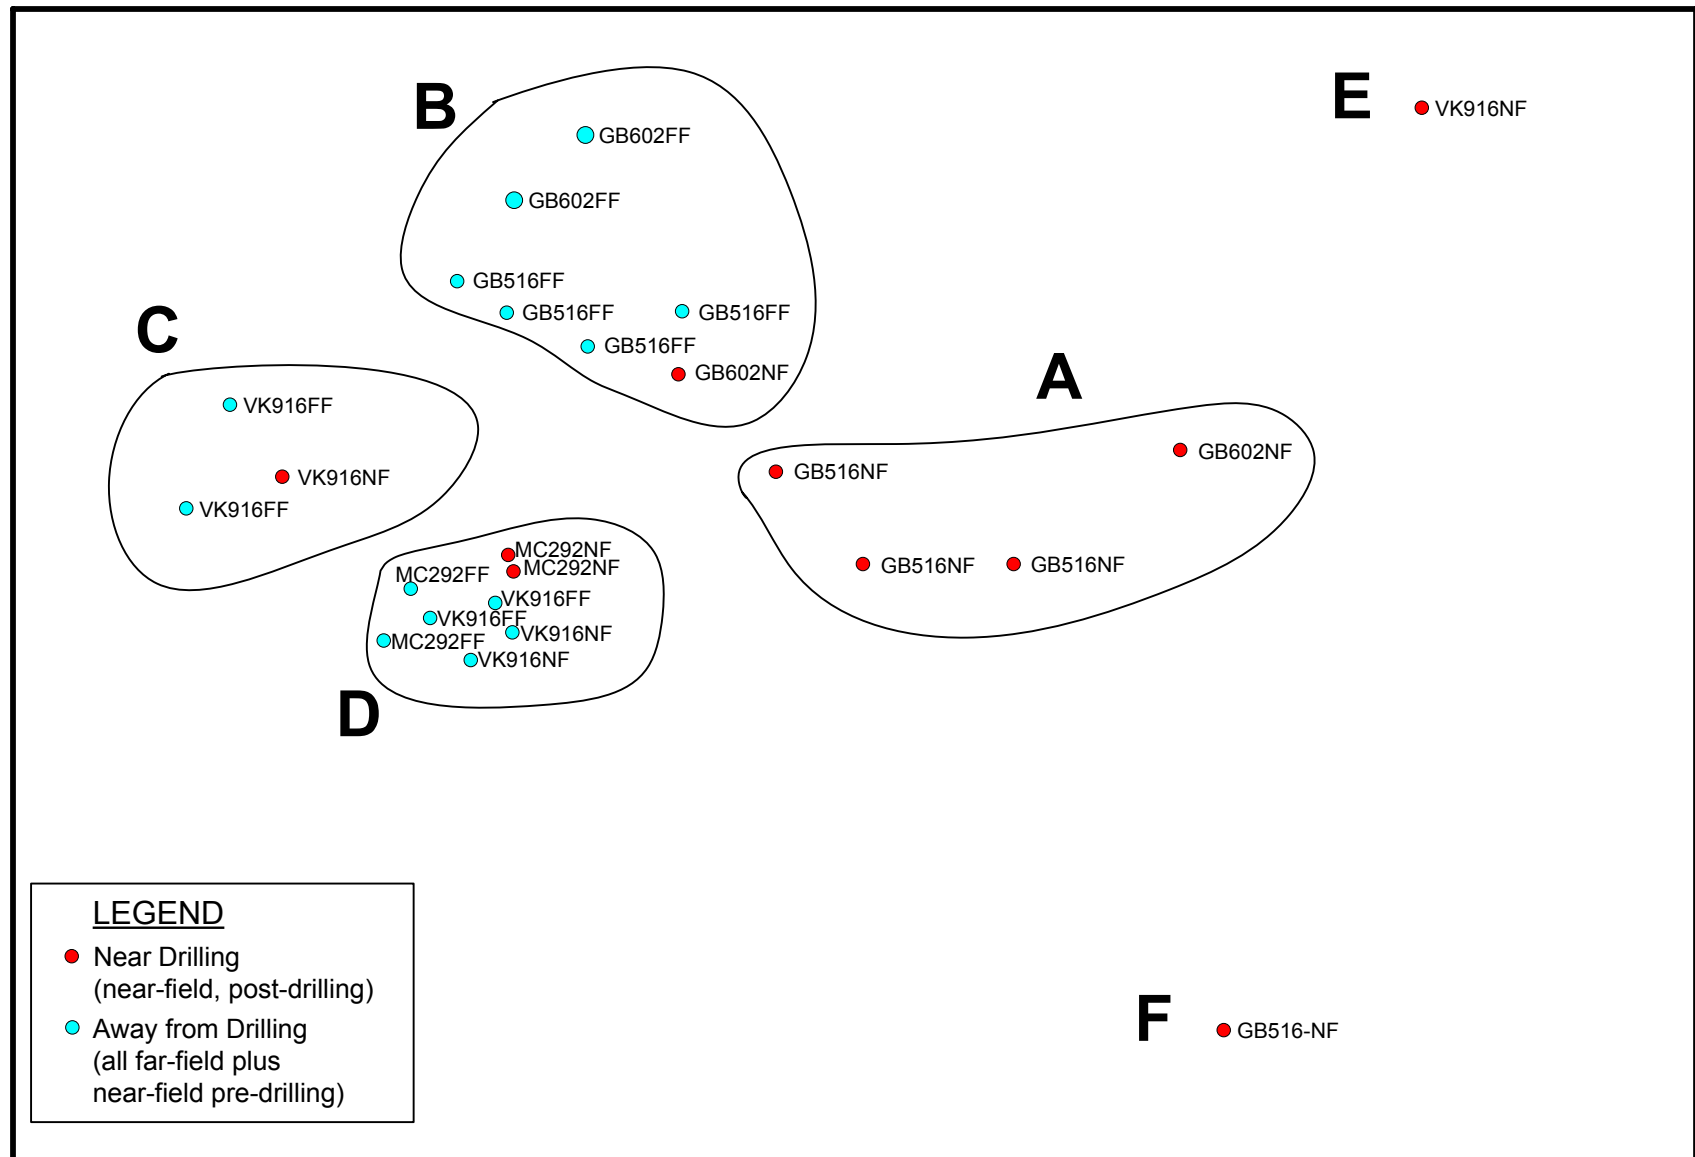 E
VK916NF
B
GB602FF
GB602FF
GB516FF
GB516FF
GB516FF
GB516FF
GB602NF
C
VK916FF
VK916NF
VK916FF
A
GB602NF
GB516NF
GB516NF
GB516NF
MC292NF
MC292NF
MC292FF
VK916FF
VK916FF
VK916NF
MC292FF
VK916NF
D
LEGEND
Near Drilling
(near-field, post-drilling)
Away from Drilling
(all far-field plus
near-field pre-drilling)
F
GB516-NF